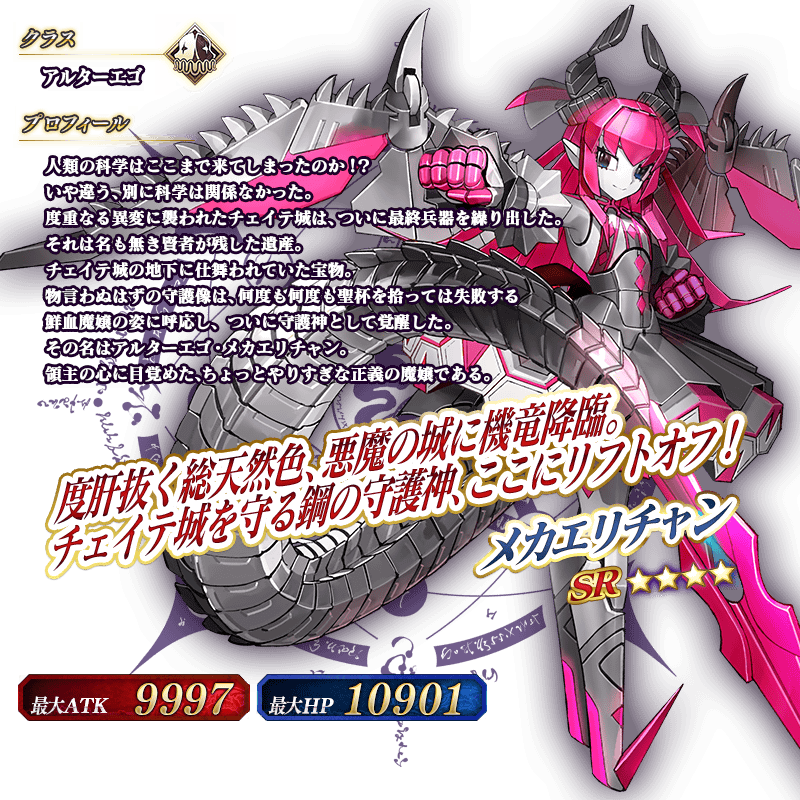 クラス
アルターエゴ
プロフィール
人類の科学はここまで来てしまったのか!?
いや違う、別に科学は関係なかった。
度重なる異変に襲われたチェイテ城は、ついに最終兵器を繰り出した。
それは名も無き賢者が残した遺産。
チェイテ城の地下に仕舞われていた宝物。
物言わぬはずの守護像は、何度も何度も聖杯を拾っては失敗する
鮮血魔嬢の姿に呼応し、ついに守護神として覚醒した。
その名はアルターエゴ・メカエリチャン。
領主の心に目覚めた、ちょっとやりすぎな正義の魔嬢である。
度肝抜く総天然色、悪魔の城に機竜降臨。
チェイテ城を守る鋼の守護神、ここにリフトオフ!
メカエリチャン
SR ★★★★
最大ATK 9997
最大HP 10901